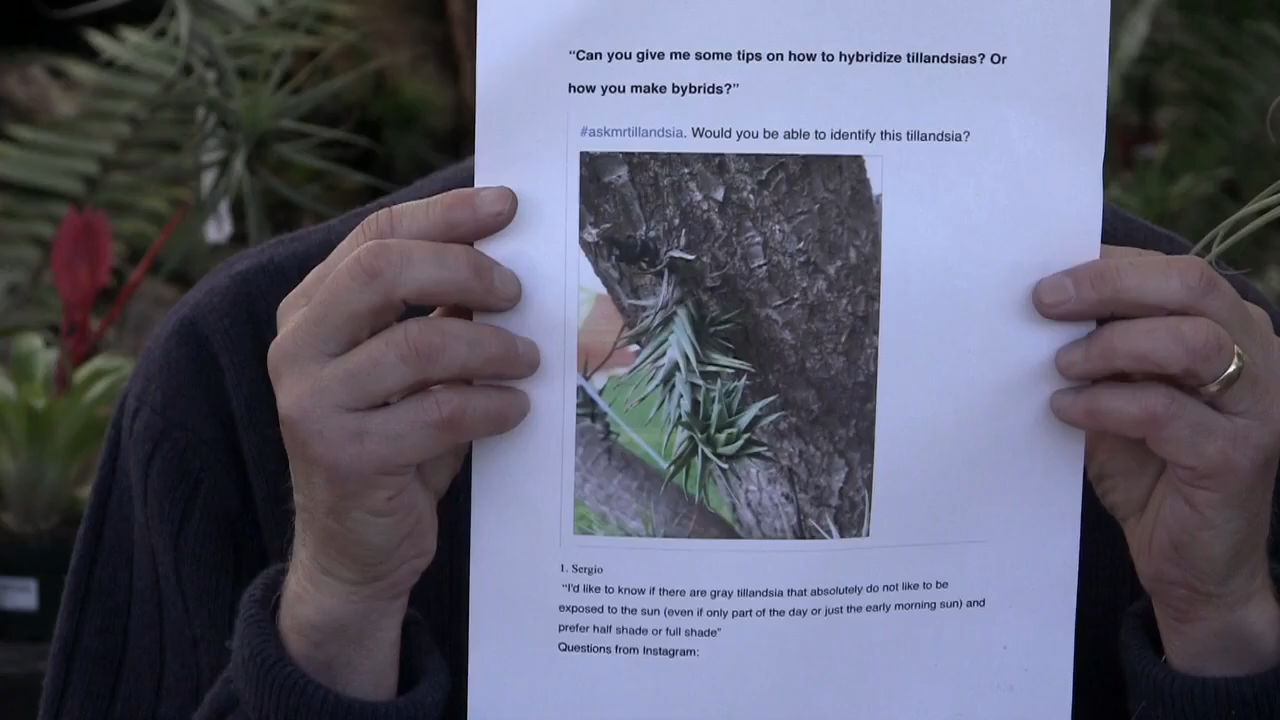 “Can you give me some tips on how to hybridize tillandsias? Or
how you make bybrids?”
#askmrtillandsia. Would you be able to identify this tillandsia?
1. Sergio
“I'd like to know if there are gray tillandsia that absolutely do not like to be
exposed to the sun (even if only part of the day or just the early morning sun) and
prefer half shade or full shade”
Questions from Instagram: